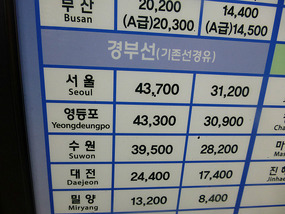 부산 20,200 14,400
Busan (A급)20,300 (A급)14,500
경부선(기존선경유)
서울 43,700 31,200
Seoul
영등포 43,300 30,900
Yeongdeungpo
수원 39,500 28,200
Suwon
대전 24,400 17,400
Daejeon
밀양 13,200 8,400
Miryang
진해
Jinhae